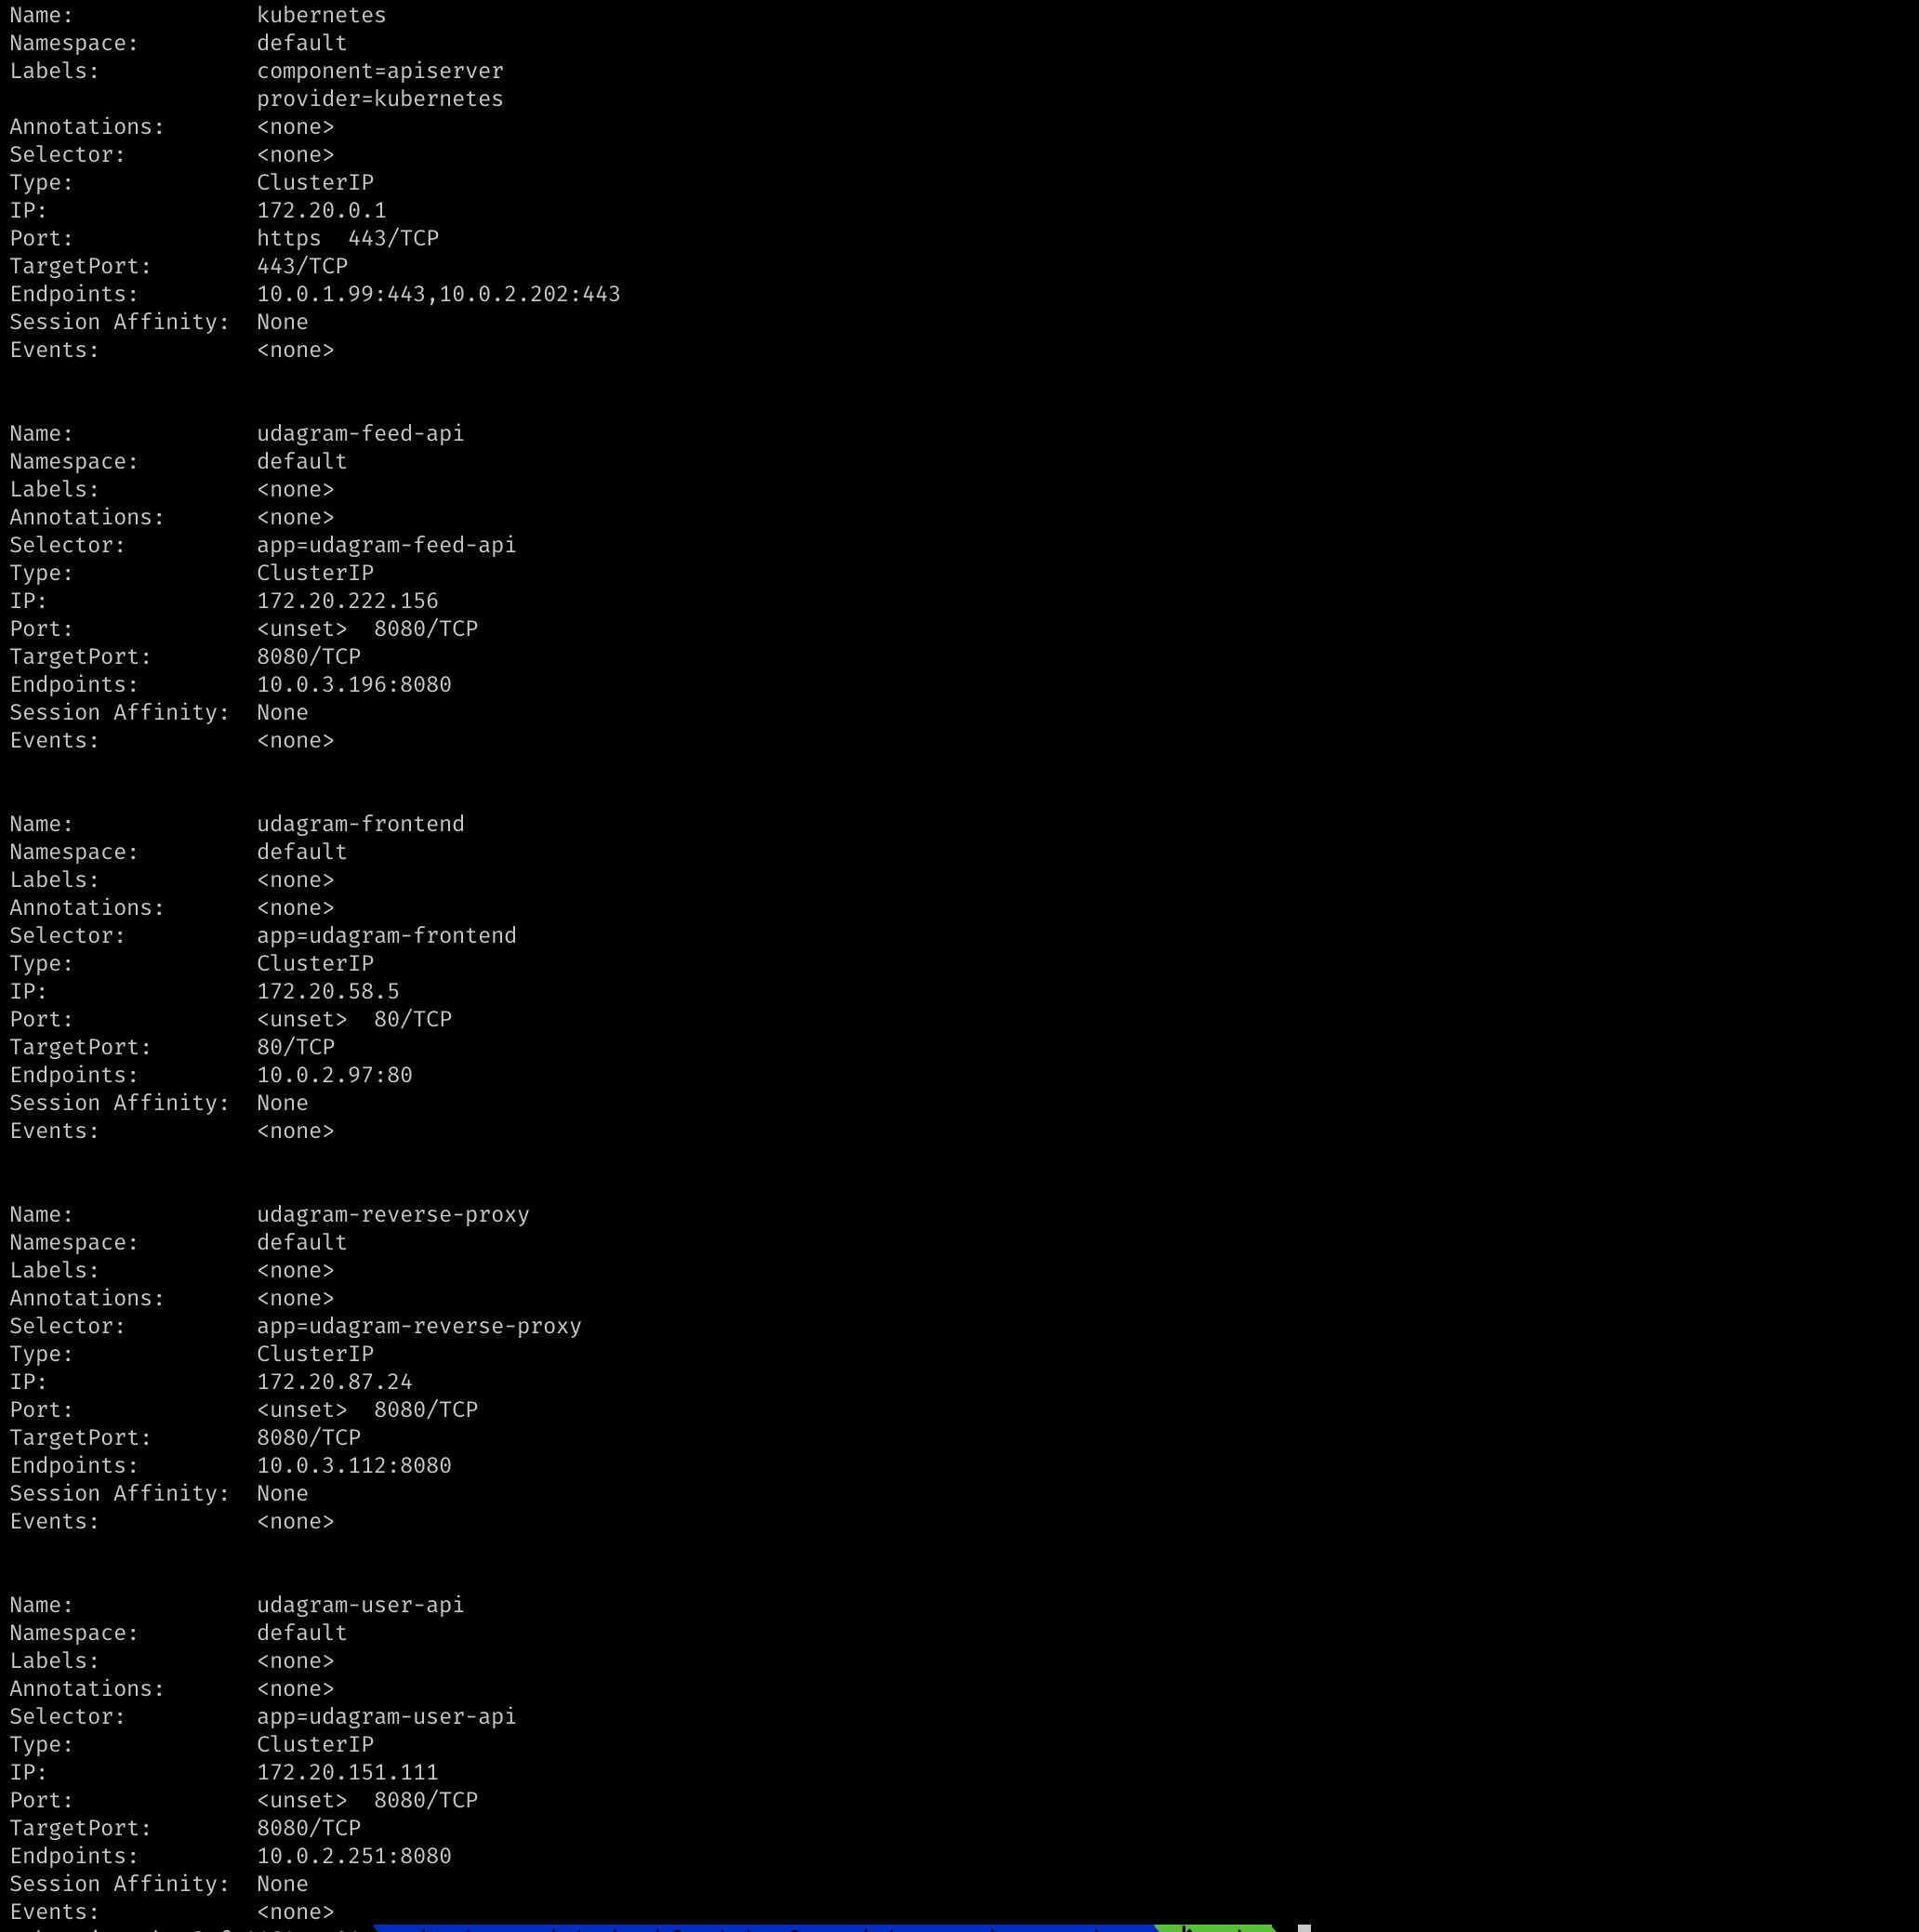 Name:              kubernetes
Namespace:         default
Labels:            component=apiserver
                   provider=kubernetes
Annotations:       <none>
Selector:          <none>
Type:              ClusterIP
IP:                172.20.0.1
Port:              https  443/TCP
TargetPort:        443/TCP
Endpoints:         10.0.1.99:443,10.0.2.202:443
Session Affinity:  None
Events:            <none>
Name:              udagram-feed-api
Namespace:         default
Labels:            <none>
Annotations:       <none>
Selector:          app=udagram-feed-api
Type:              ClusterIP
IP:                172.20.222.156
Port:              <unset>  8080/TCP
TargetPort:        8080/TCP
Endpoints:         10.0.3.196:8080
Session Affinity:  None
Events:            <none>
Name:              udagram-frontend
Namespace:         default
Labels:            <none>
Annotations:       <none>
Selector:          app=udagram-frontend
Type:              ClusterIP
IP:                172.20.58.5
Port:              <unset>  80/TCP
TargetPort:        80/TCP
Endpoints:         10.0.2.97:80
Session Affinity:  None
Events:            <none>
Name:              udagram-reverse-proxy
Namespace:         default
Labels:            <none>
Annotations:       <none>
Selector:          app=udagram-reverse-proxy
Type:              ClusterIP
IP:                172.20.87.24
Port:              <unset>  8080/TCP
TargetPort:        8080/TCP
Endpoints:         10.0.3.112:8080
Session Affinity:  None
Events:            <none>
Name:              udagram-user-api
Namespace:         default
Labels:            <none>
Annotations:       <none>
Selector:          app=udagram-user-api
Type:              ClusterIP
IP:                172.20.151.111
Port:              <unset>  8080/TCP
TargetPort:        8080/TCP
Endpoints:         10.0.2.251:8080
Session Affinity:  None
Events:            <none>